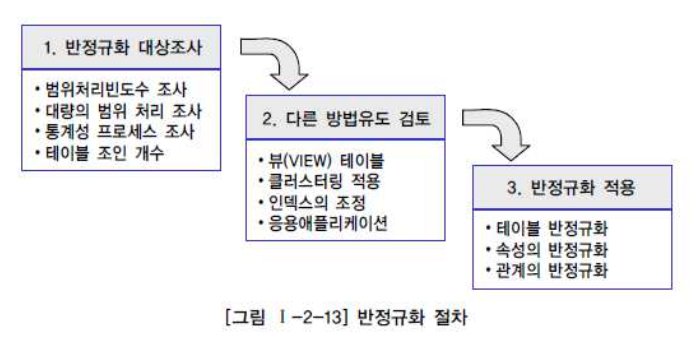 1. 반정규화 대상조사
• 범위처리빈도수 조사
• 대량의 범위 처리 조사
• 통계성 프로세스 조사
• 테이블 조인 개수
2. 다른 방법유도 검토
• 뷰(VIEW) 테이블
• 클러스터링 적용
• 인덱스의 조정
• 응용애플리케이션
3. 반정규화 적용
• 테이블 반정규화
• 속성의 반정규화
• 관계의 반정규화
[그림 Ⅰ-2-13] 반정규화 절차